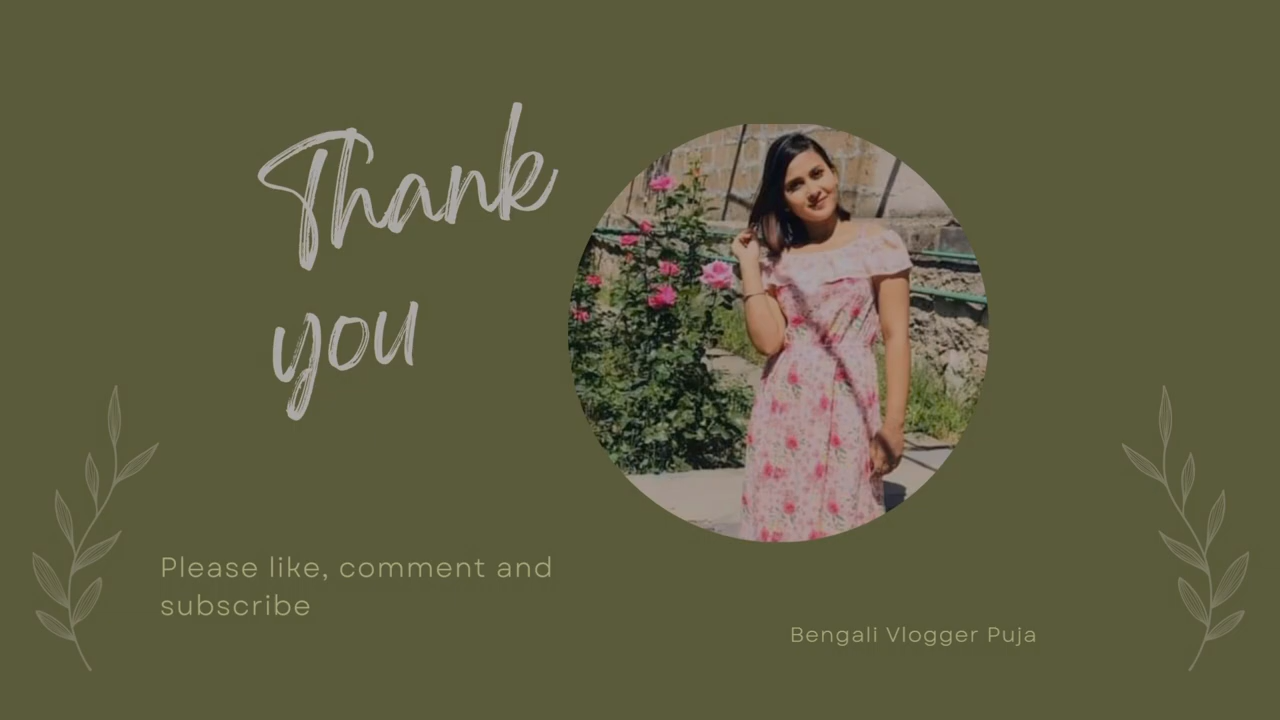 Thank
you
Please like, comment and
subscribe
Bengali Vlogger Puja